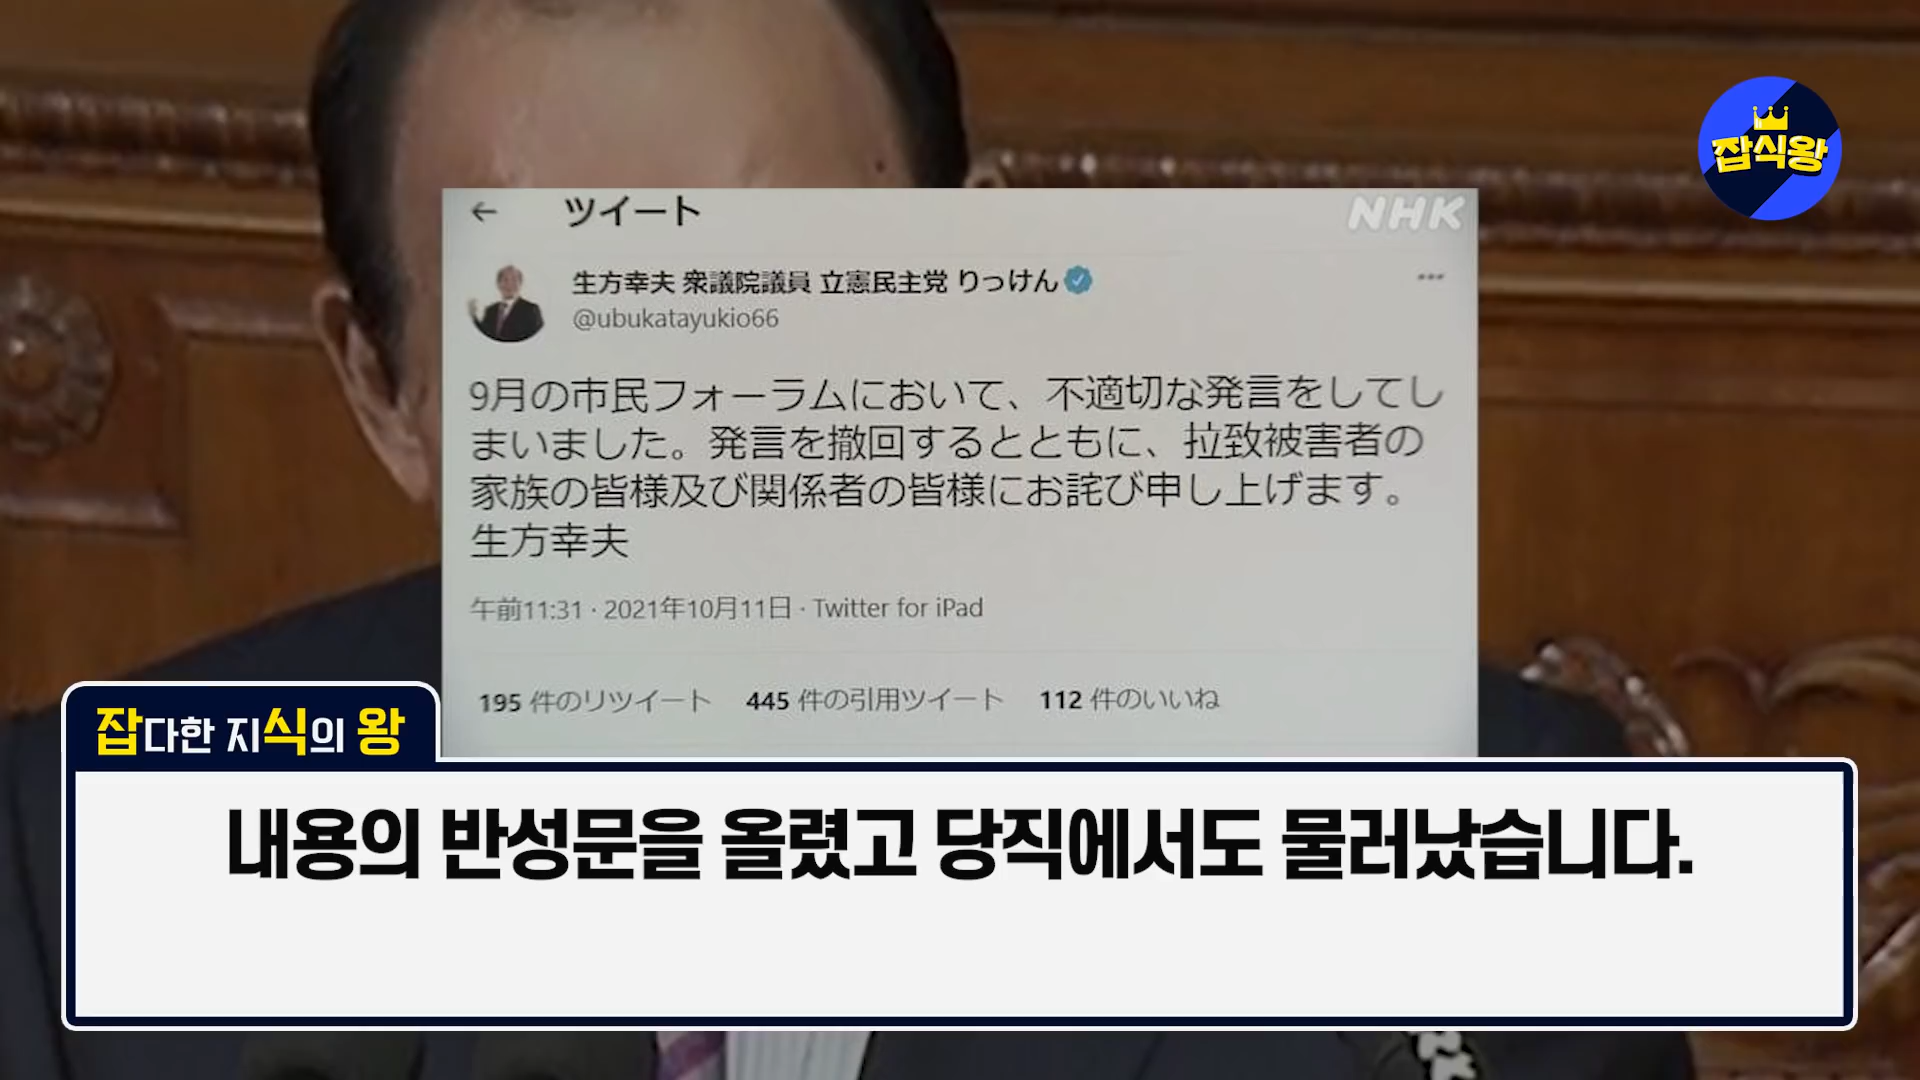 잡식왕
ツイート
NHK
生方幸夫 衆議院議員 立憲民主党 りっけん
@ubukatayukio66
9月の市民フォーラムにおいて、不適切な発言をしてし
まいました。発言を撤回するとともに、拉致被害者の
家族の皆様及び関係者の皆様にお詫び申し上げます。
生方幸夫
午前11:31 · 2021年10月11日 · Twitter for iPad
195 件のリツイート 445 件の引用ツイート 112 件のいいね
잡다한 지식의 왕
내용의 반성문을 올렸고 당직에서도 물러났습니다.